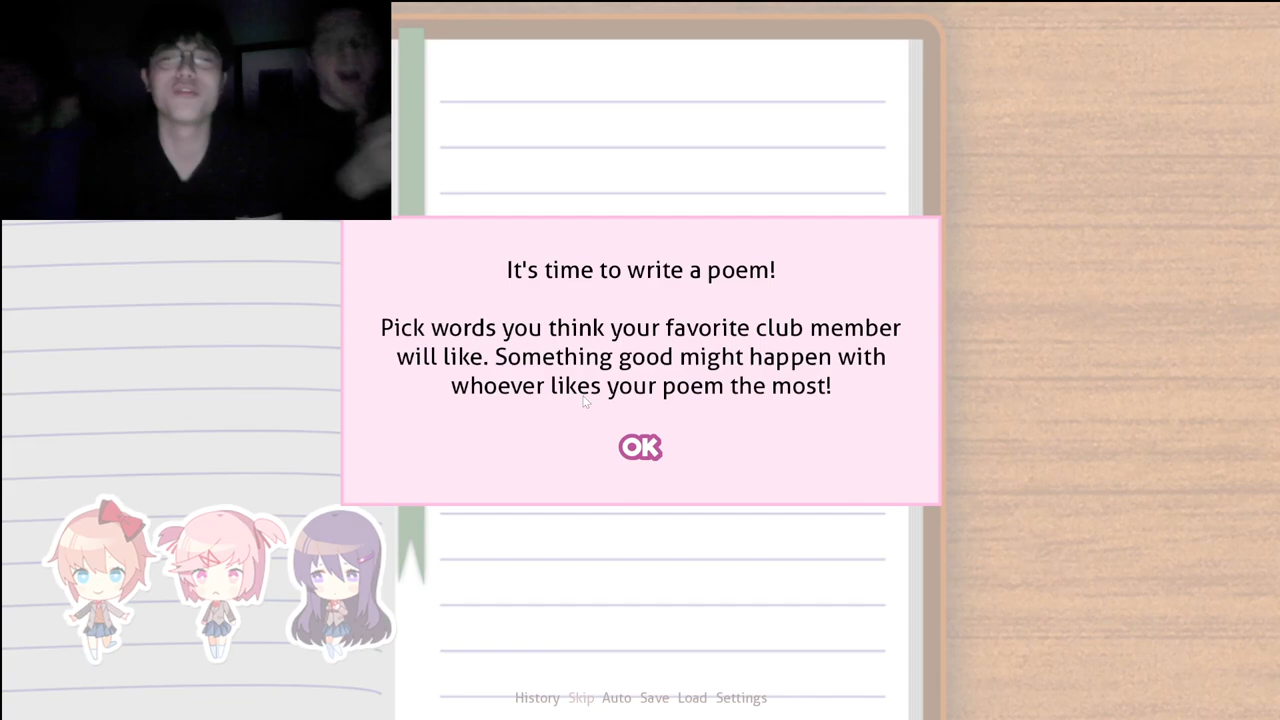 It's time to write a poem!
Pick words you think your favorite club member
will like. Something good might happen with
whoever likes your poem the most!
OK
History Skip Auto Save Load Settings